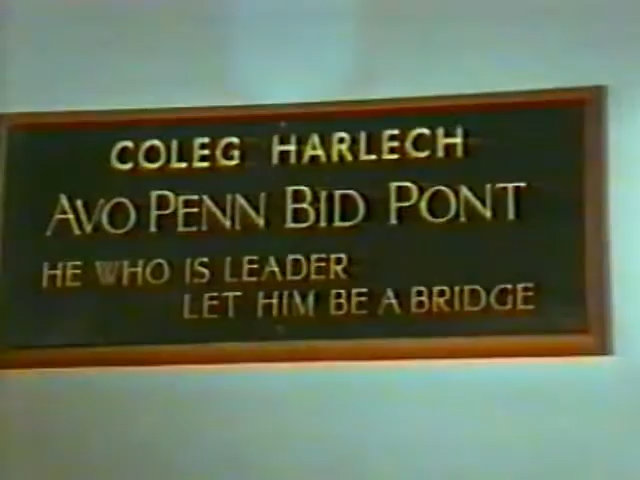 COLEG HARLECH
AVO PENN BID PONT
HE WHO IS LEADER
LET HIM BE A BRIDGE